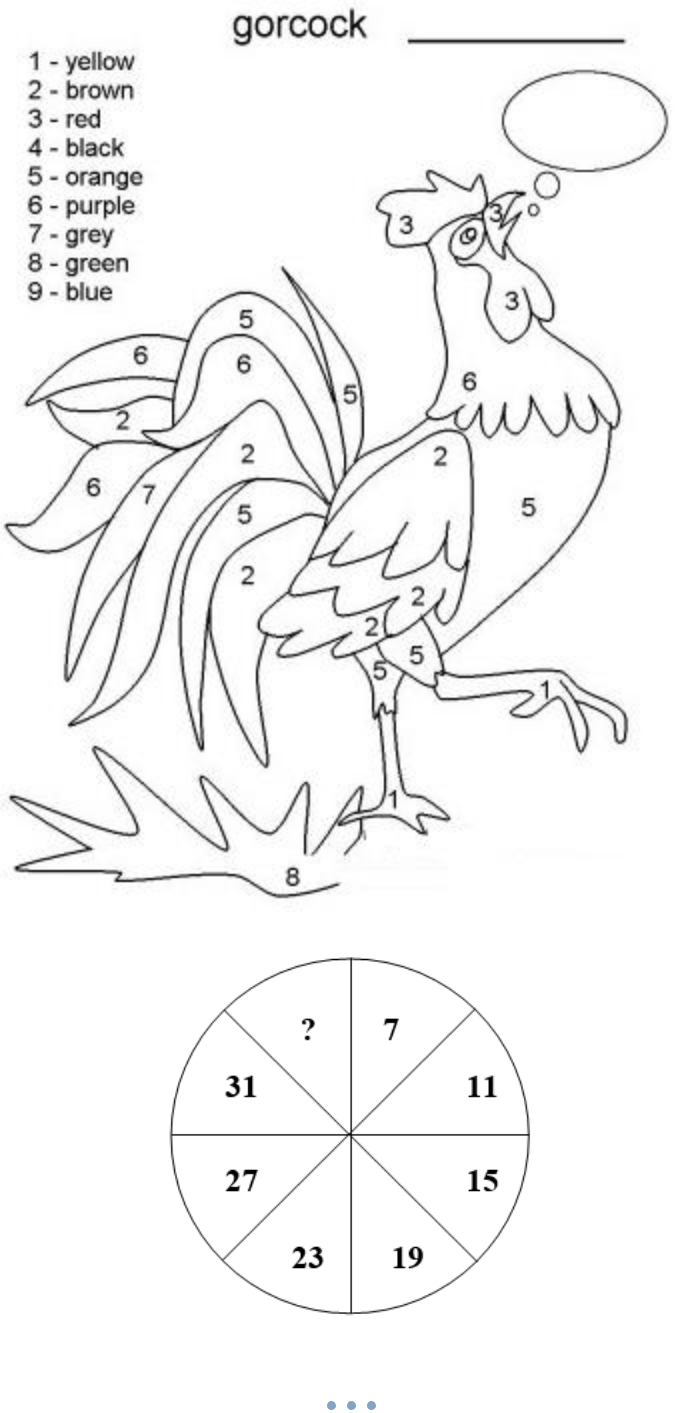 gorcock
1 - yellow
2 - brown
3 - red
4 - black
5 - orange
6 - purple
7 - grey
8 - green
9 - blue
3
3
3
5
6
6
5
6
2
2
2
6
7
5
5
2
2
2
5
5
1
1
8
? 7
31 11
27 15
23 19